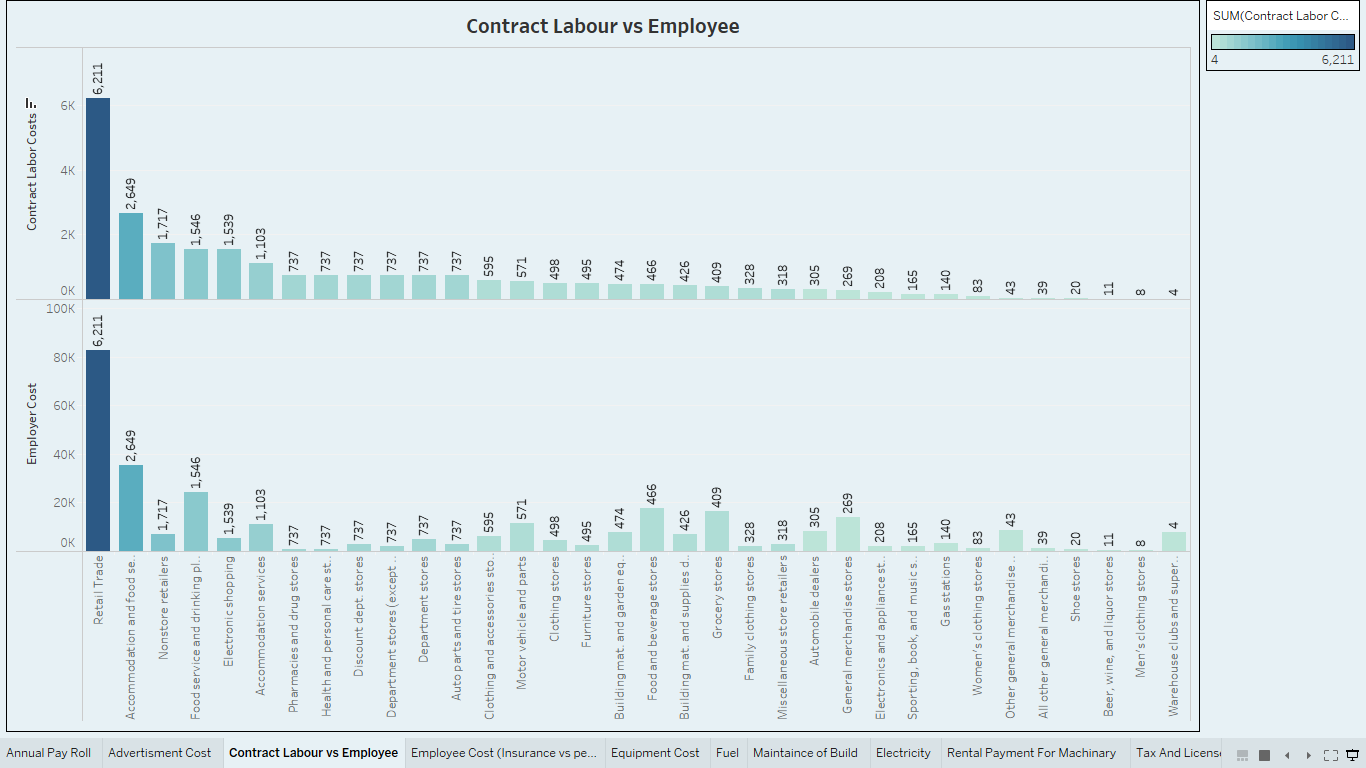 Contract Labour vs Employee
SUM(Contract Labor C...
4
6,211
Contract Labor Costs
6K
4K
2K
0K
6,211
2,649
1,717
1,546
1,539
1,103
737
737
737
737
737
737
595
571
498
495
474
466
426
409
328
318
305
269
208
165
140
83
43
39
20
11
8
4
Employer Cost
100K
80K
60K
40K
20K
0K
6,211
2,649
1,717
1,546
1,539
1,103
737
737
737
737
737
737
595
571
498
495
474
466
426
409
328
318
305
269
208
165
140
83
43
39
20
11
8
4
Retail Trade
Accommodation and food se..
Nonstore retailers
Foodservice and drinking pl..
Electronic shopping
Accommodation services
Pharmacies and drug stores
Health and personal care st..
Discount dept. stores
Department stores (except ..
Department stores
Auto parts and tire stores
Clothing and accessories sto..
Motor vehicle and parts
Clothing stores
Furniture stores
Building mat. and garden eq..
Food and beverage stores
Building mat. and supplies d..
Grocery stores
Family clothing stores
Miscellaneous store retailers
Automobile dealers
General merchandise stores
Electronics and appliance st..
Sporting, book, and music s..
Gas stations
Women's clothing stores
Other general merchandise ..
All other general merchandi..
Shoe stores
Beer, wine, and liquor stores
Men's clothing stores
Warehouse clubs and super..
Annual Pay Roll
Advertisment Cost
Contract Labour vs Employee
Employee Cost (Insurance vs pe...
Equipment Cost
Fuel
Maintaince of Build
Electricity
Rental Payment For Machinary
Tax And License